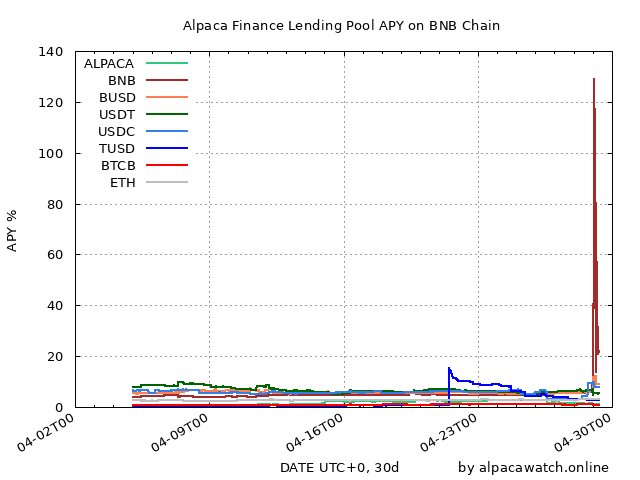 Alpaca Finance Lending Pool APY on BNB Chain
140
120
100
80
60
40
20
0
APY %
ALPACA
BNB
BUSD
USDT
USDC
TUSD
BTCB
ETH
04-02T00
04-09T00
04-16T00
04-23T00
04-30T00
DATE UTC+0, 30d
by alpacawatch.online